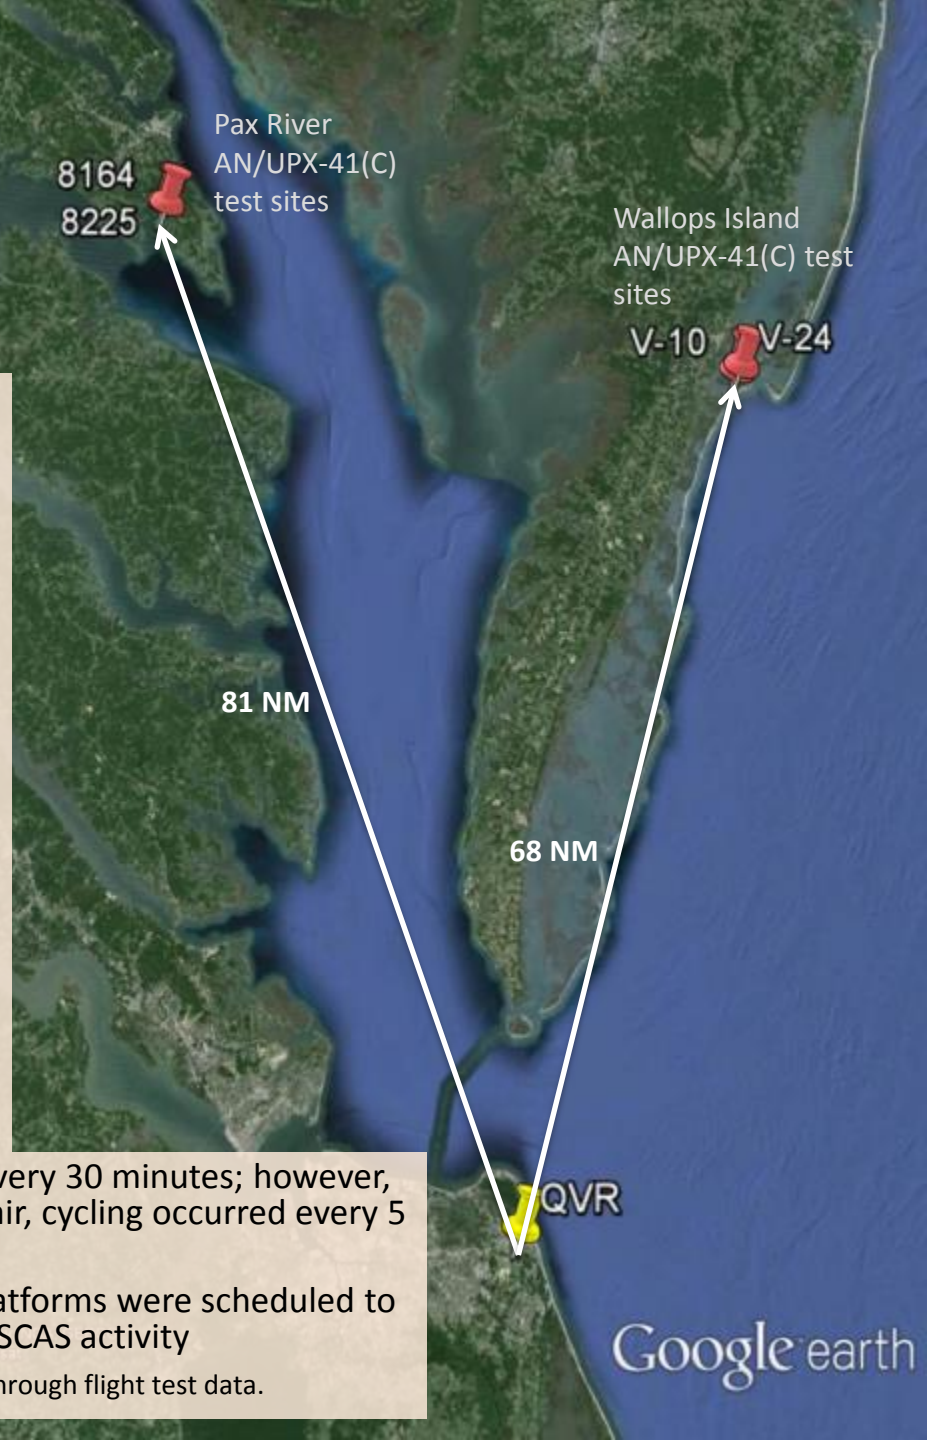 Pax River
AN/UPX-41(C)
test sites
8164
8225
Wallops Island
AN/UPX-41(C) test
sites
V-10
V-24
81 NM
68 NM
QVR
very 30 minutes; however,
air, cycling occurred every 5
atforms were scheduled to
SCAS activity
hrough flight test data.
Google earth